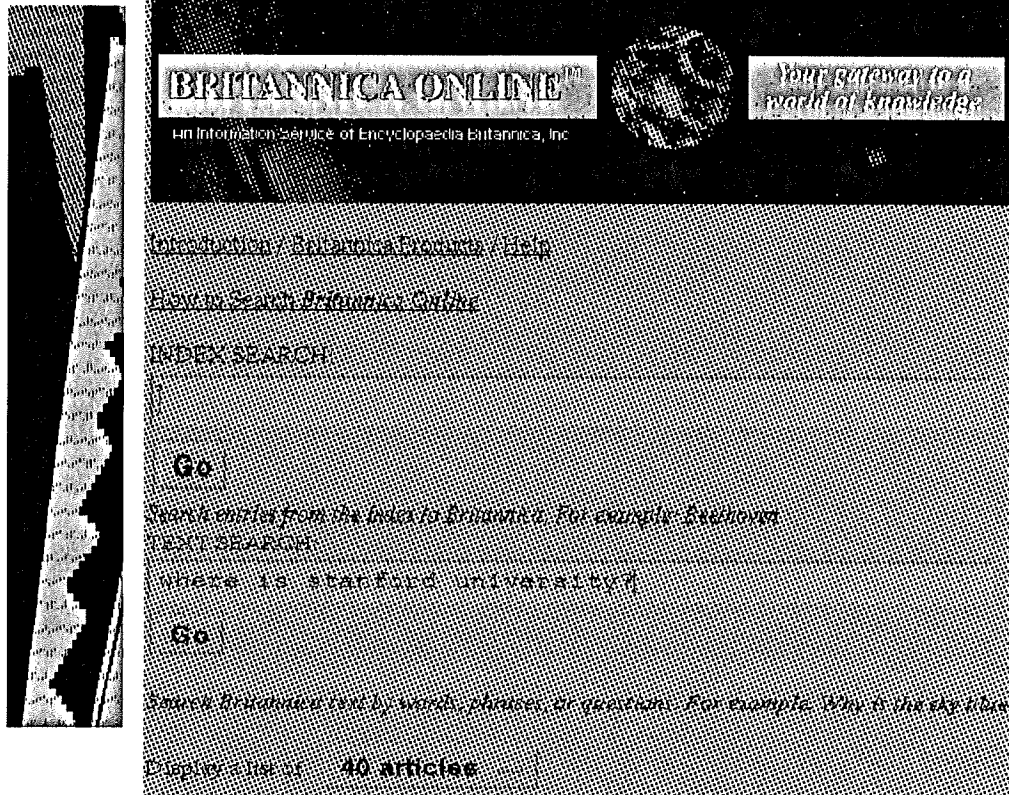 BRITANNICA ONLINE™
Your gateway to a
world of knowledge
An Information Service of Encyclopaedia Britannica, Inc
Introduction / Britannica Products / Help
How to Search Britannica Online
INDEX SEARCH:
Go
Search entries from the Index to Britannica. For example: Beethoven
TEXT SEARCH:
where is stanford university?
Go
Search Britannica text by words, phrases, or questions. For example: Why is the sky blue
Display a list of 40 articles